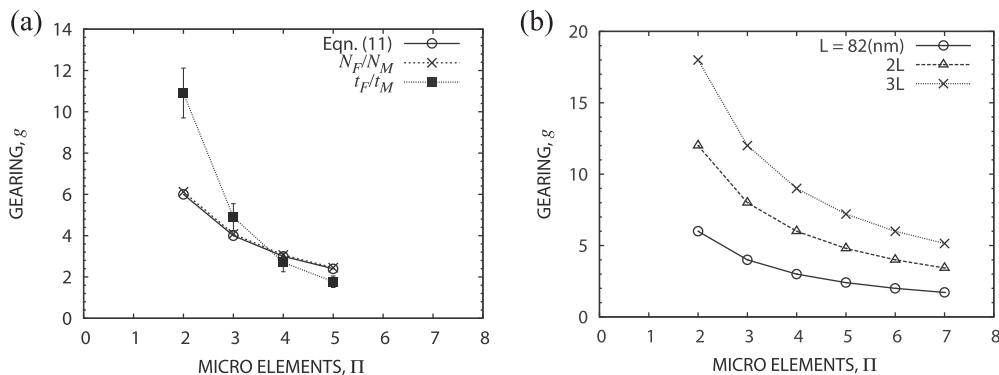 (a)
14
12
10
8
6
4
2
0
GEARING, g
0 1 2 3 4 5 6 7 8
MICRO ELEMENTS, Π
Eqn. (11)
N_F/N_M
t_F/t_M
(b)
20
15
10
5
0
GEARING, g
0 1 2 3 4 5 6 7 8
MICRO ELEMENTS, Π
L = 82(nm)
2L
3L